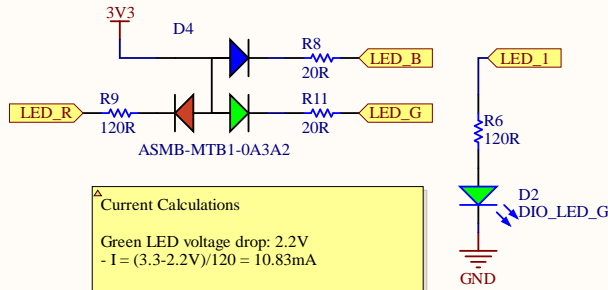 3V3
D4
R8
LED_B
LED_1
20R
R9
R11
LED_R
LED_G
120R
20R
R6
120R
ASMB-MTB1-0A3A2
D2
DIO_LED_G
GND
Current Calculations
Green LED voltage drop: 2.2V
- I = (3.3-2.2V)/120 = 10.83mA